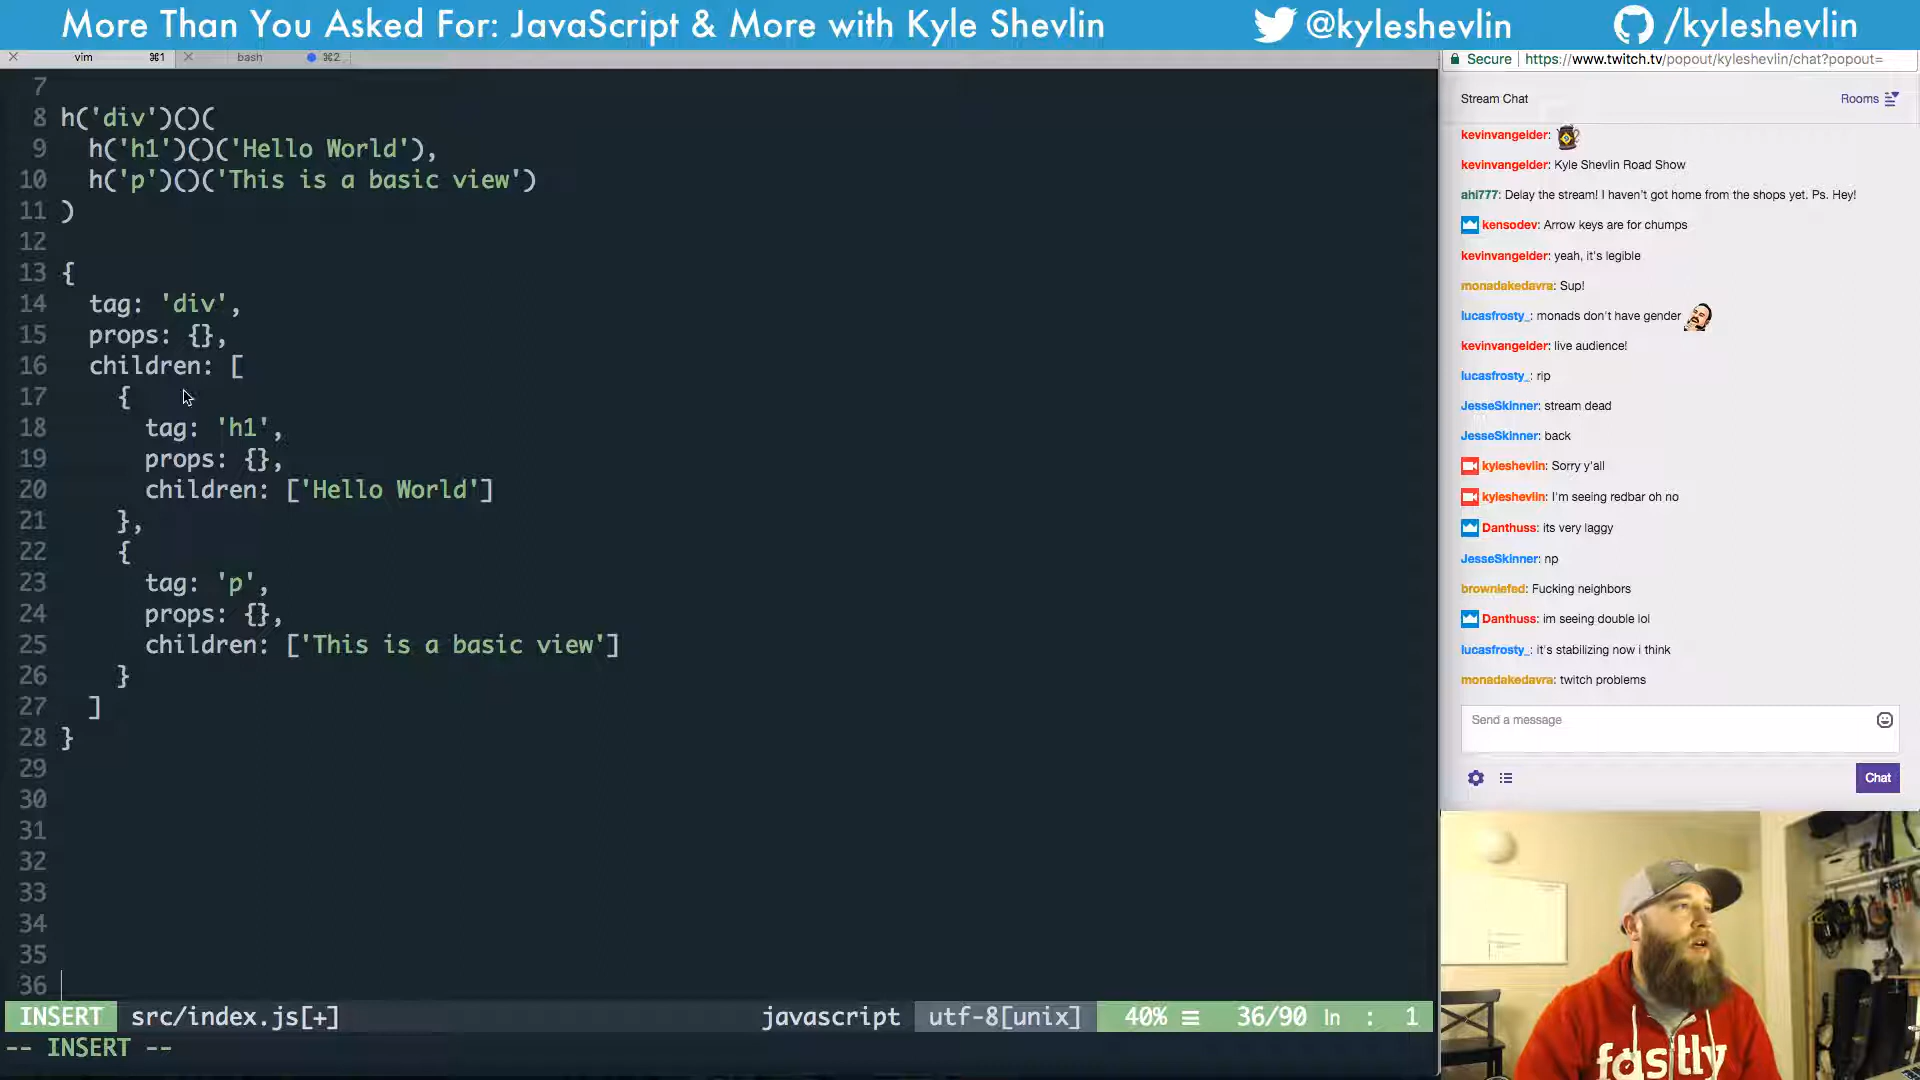 More Than You Asked For: JavaScript & More with Kyle Shevlin
@kyleshevlin
/kyleshevlin
vim ⌘1
bash
⌘2
7
8 h('div')()(
9 h('h1')()('Hello World'),
10 h('p')()('This is a basic view')
11 )
12
13 {
14 tag: 'div',
15 props: {},
16 children: [
17 {
18 tag: 'h1',
19 props: {},
20 children: ['Hello World']
21 },
22 {
23 tag: 'p',
24 props: {},
25 children: ['This is a basic view']
26 }
27 ]
28 }
29
30
31
32
33
34
35
36
INSERT src/index.js[+] javascript utf-8[unix] 40% ☰ 36/90 ln : 1
-- INSERT --
Secure https://www.twitch.tv/popout/kyleshevlin/chat?popout=
Stream Chat
Rooms
kevinvangelder:
kevinvangelder: Kyle Shevlin Road Show
ahl777: Delay the stream! I haven't got home from the shops yet. Ps. Hey!
kensodev: Arrow keys are for chumps
kevinvangelder: yeah, it's legible
monadakedavra: Sup!
lucasfrosty_: monads don't have gender
kevinvangelder: live audience!
lucasfrosty_: rip
JesseSkinner: stream dead
JesseSkinner: back
kyleshevlin: Sorry y'all
kyleshevlin: I'm seeing redbar oh no
Danthuss: its very laggy
JesseSkinner: np
browniefed: Fucking neighbors
Danthuss: im seeing double lol
lucasfrosty_: it's stabilizing now i think
monadakedavra: twitch problems
Send a message
Chat
fastly